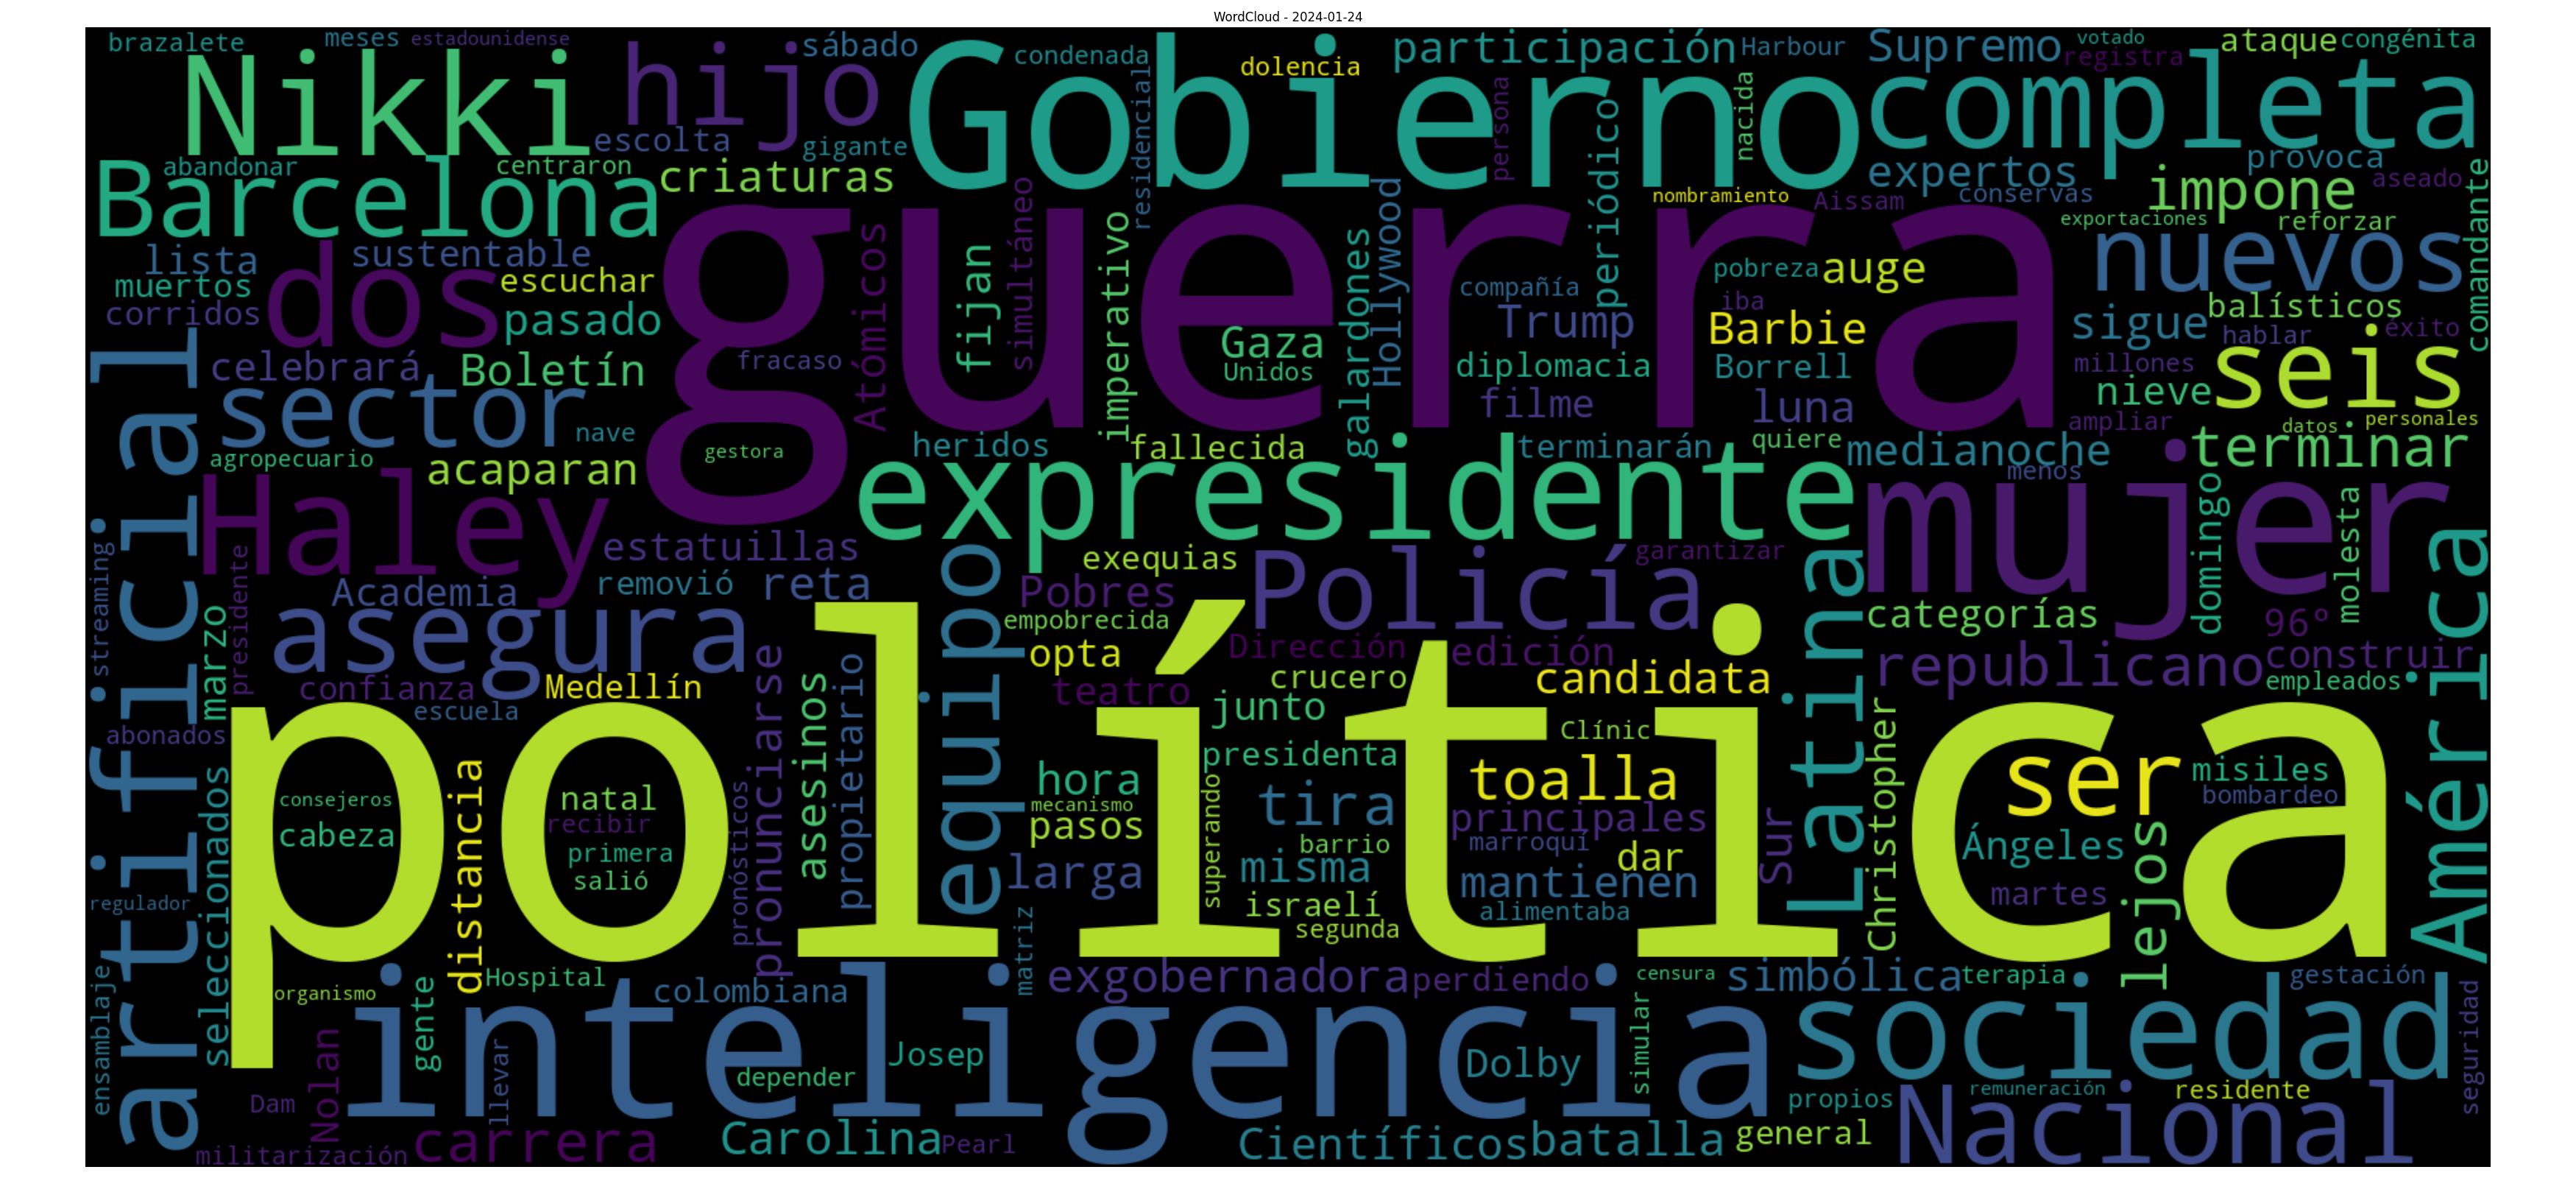 WordCloud - 2024-01-24
brazalete meses estadounidense sábado condenada dolencia participación Harbour Supremo votado registra ataque congénita
Nikki hijo Gobierno completa
escolta gigante residencial persona nacida periódico expertos provoca
abandonar centraron criaturas simultáneo nombramiento Aissam conservas impone aseado comandante
Barcelona guerra exportaciones reforzar
lista sustentable Atómicos fijan imperativo galardones Hollywood compañía pobreza auge nuevos
muertos dos escuchar iba balísticos
corridos pasado Gaza Trump Barbie sigue hablar éxito
celebrará Boletín fracaso Unidos diplomacia Borrell millones seis
sector filme luna nieve
nave ampliar datos personales
agropecuario acaparan gestora heridos fallecida terminarán quiere medianoche terminar
Haley expresidente menos mujer
artificial streaming presidente estatuillas equipo exequias Policía garantizar Latina domingo molesta América
Academia removió reta Pobres categorías 96º
marzo asegura empobrecida
Dirección edición republicano construir
confianza Medellín opta crucero candidata empleados
escuela teatro junto
abonados política pronunciarse asesinos propietario Clínic Christopher
presidenta
seleccionados distancia consejeros natal pronósticos hora superando toalla ser misiles
cabeza recibir mecanismo tira principales Sur bombardeo
primera pasos barrio marroquí Ángeles
salió larga misma dar lejos
regulador israelí mantienen martes
matriz segunda alimentaba
ensamblaje organismo gente Hospital colombiana exgobernadora perdiendo censura simbólica terapia gestación seguridad
inteligencia sociedad
Nolan llevar depender Josep Dolby simular
Dam propios remuneración residente
militarización carrera Carolina Pearl Científicos batalla general Nacional